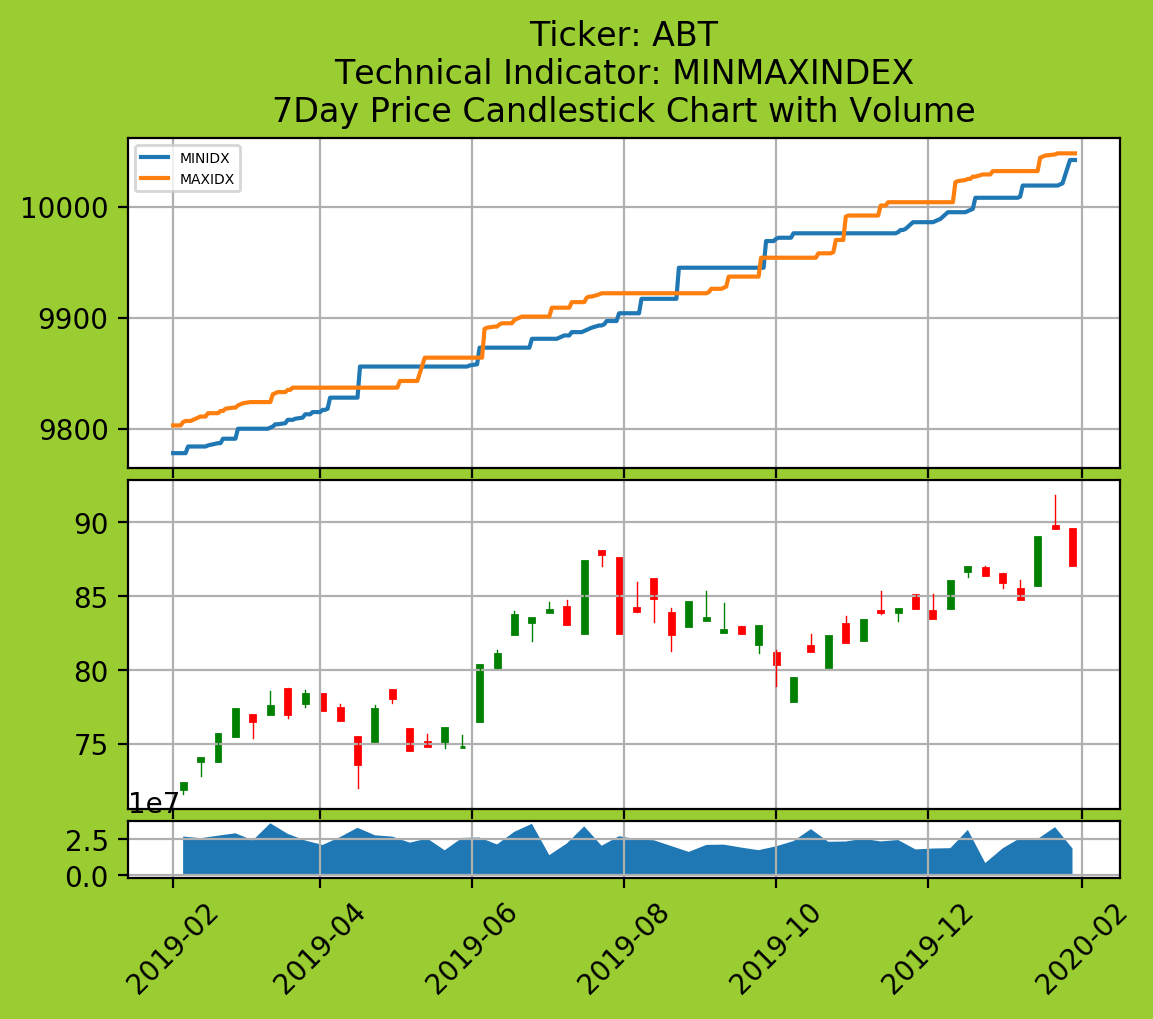 Ticker: ABT
Technical Indicator: MINMAXINDEX
7Day Price Candlestick Chart with Volume
MINIDX
MAXIDX
10000
9900
9800
90
85
80
75
1e7
2.5
0.0
2019-02
2019-04
2019-06
2019-08
2019-10
2019-12
2020-02